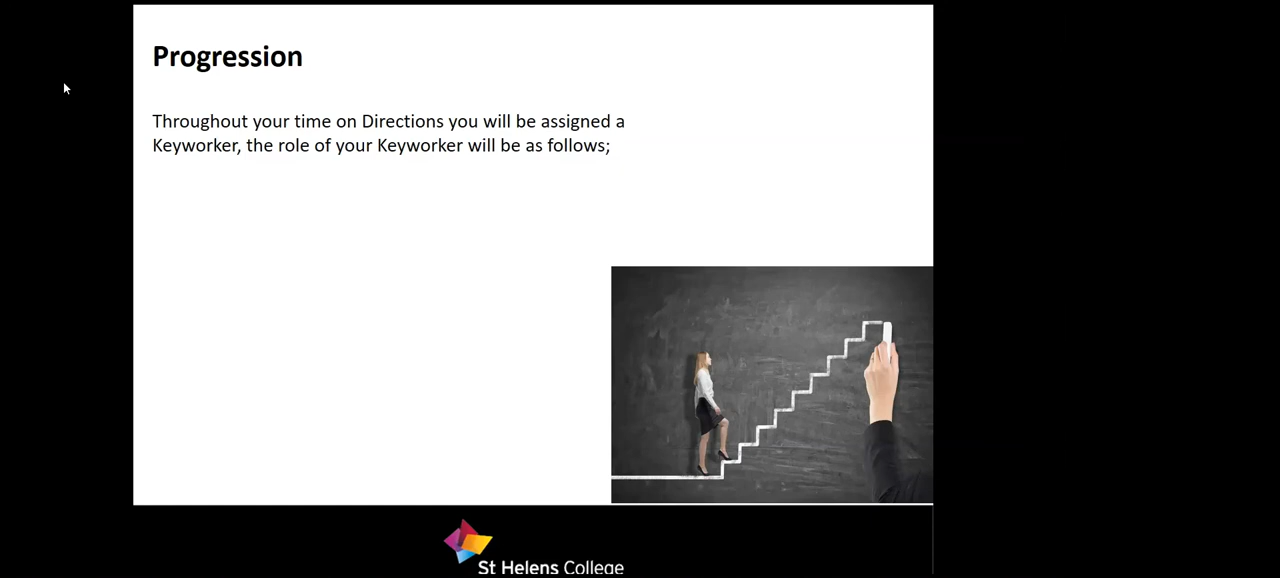 Progression
Throughout your time on Directions you will be assigned a
Keyworker, the role of your Keyworker will be as follows;
St Helens College